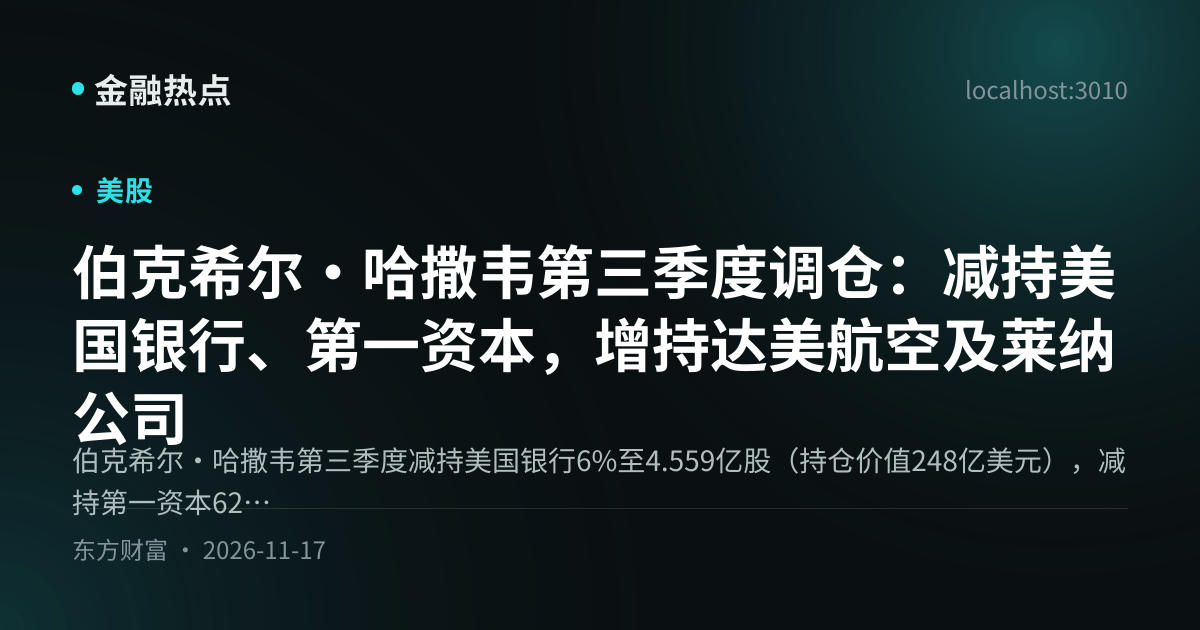 金融热点
localhost:3010
美股
伯克希尔·哈撒韦第三季度调仓：减持美
国银行、第一资本，增持达美航空及莱纳
公司
伯克希尔·哈撒韦第三季度减持美国银行6%至4.559亿股（持仓价值248亿美元），减
持第一资本62…
东方财富 · 2026-11-17